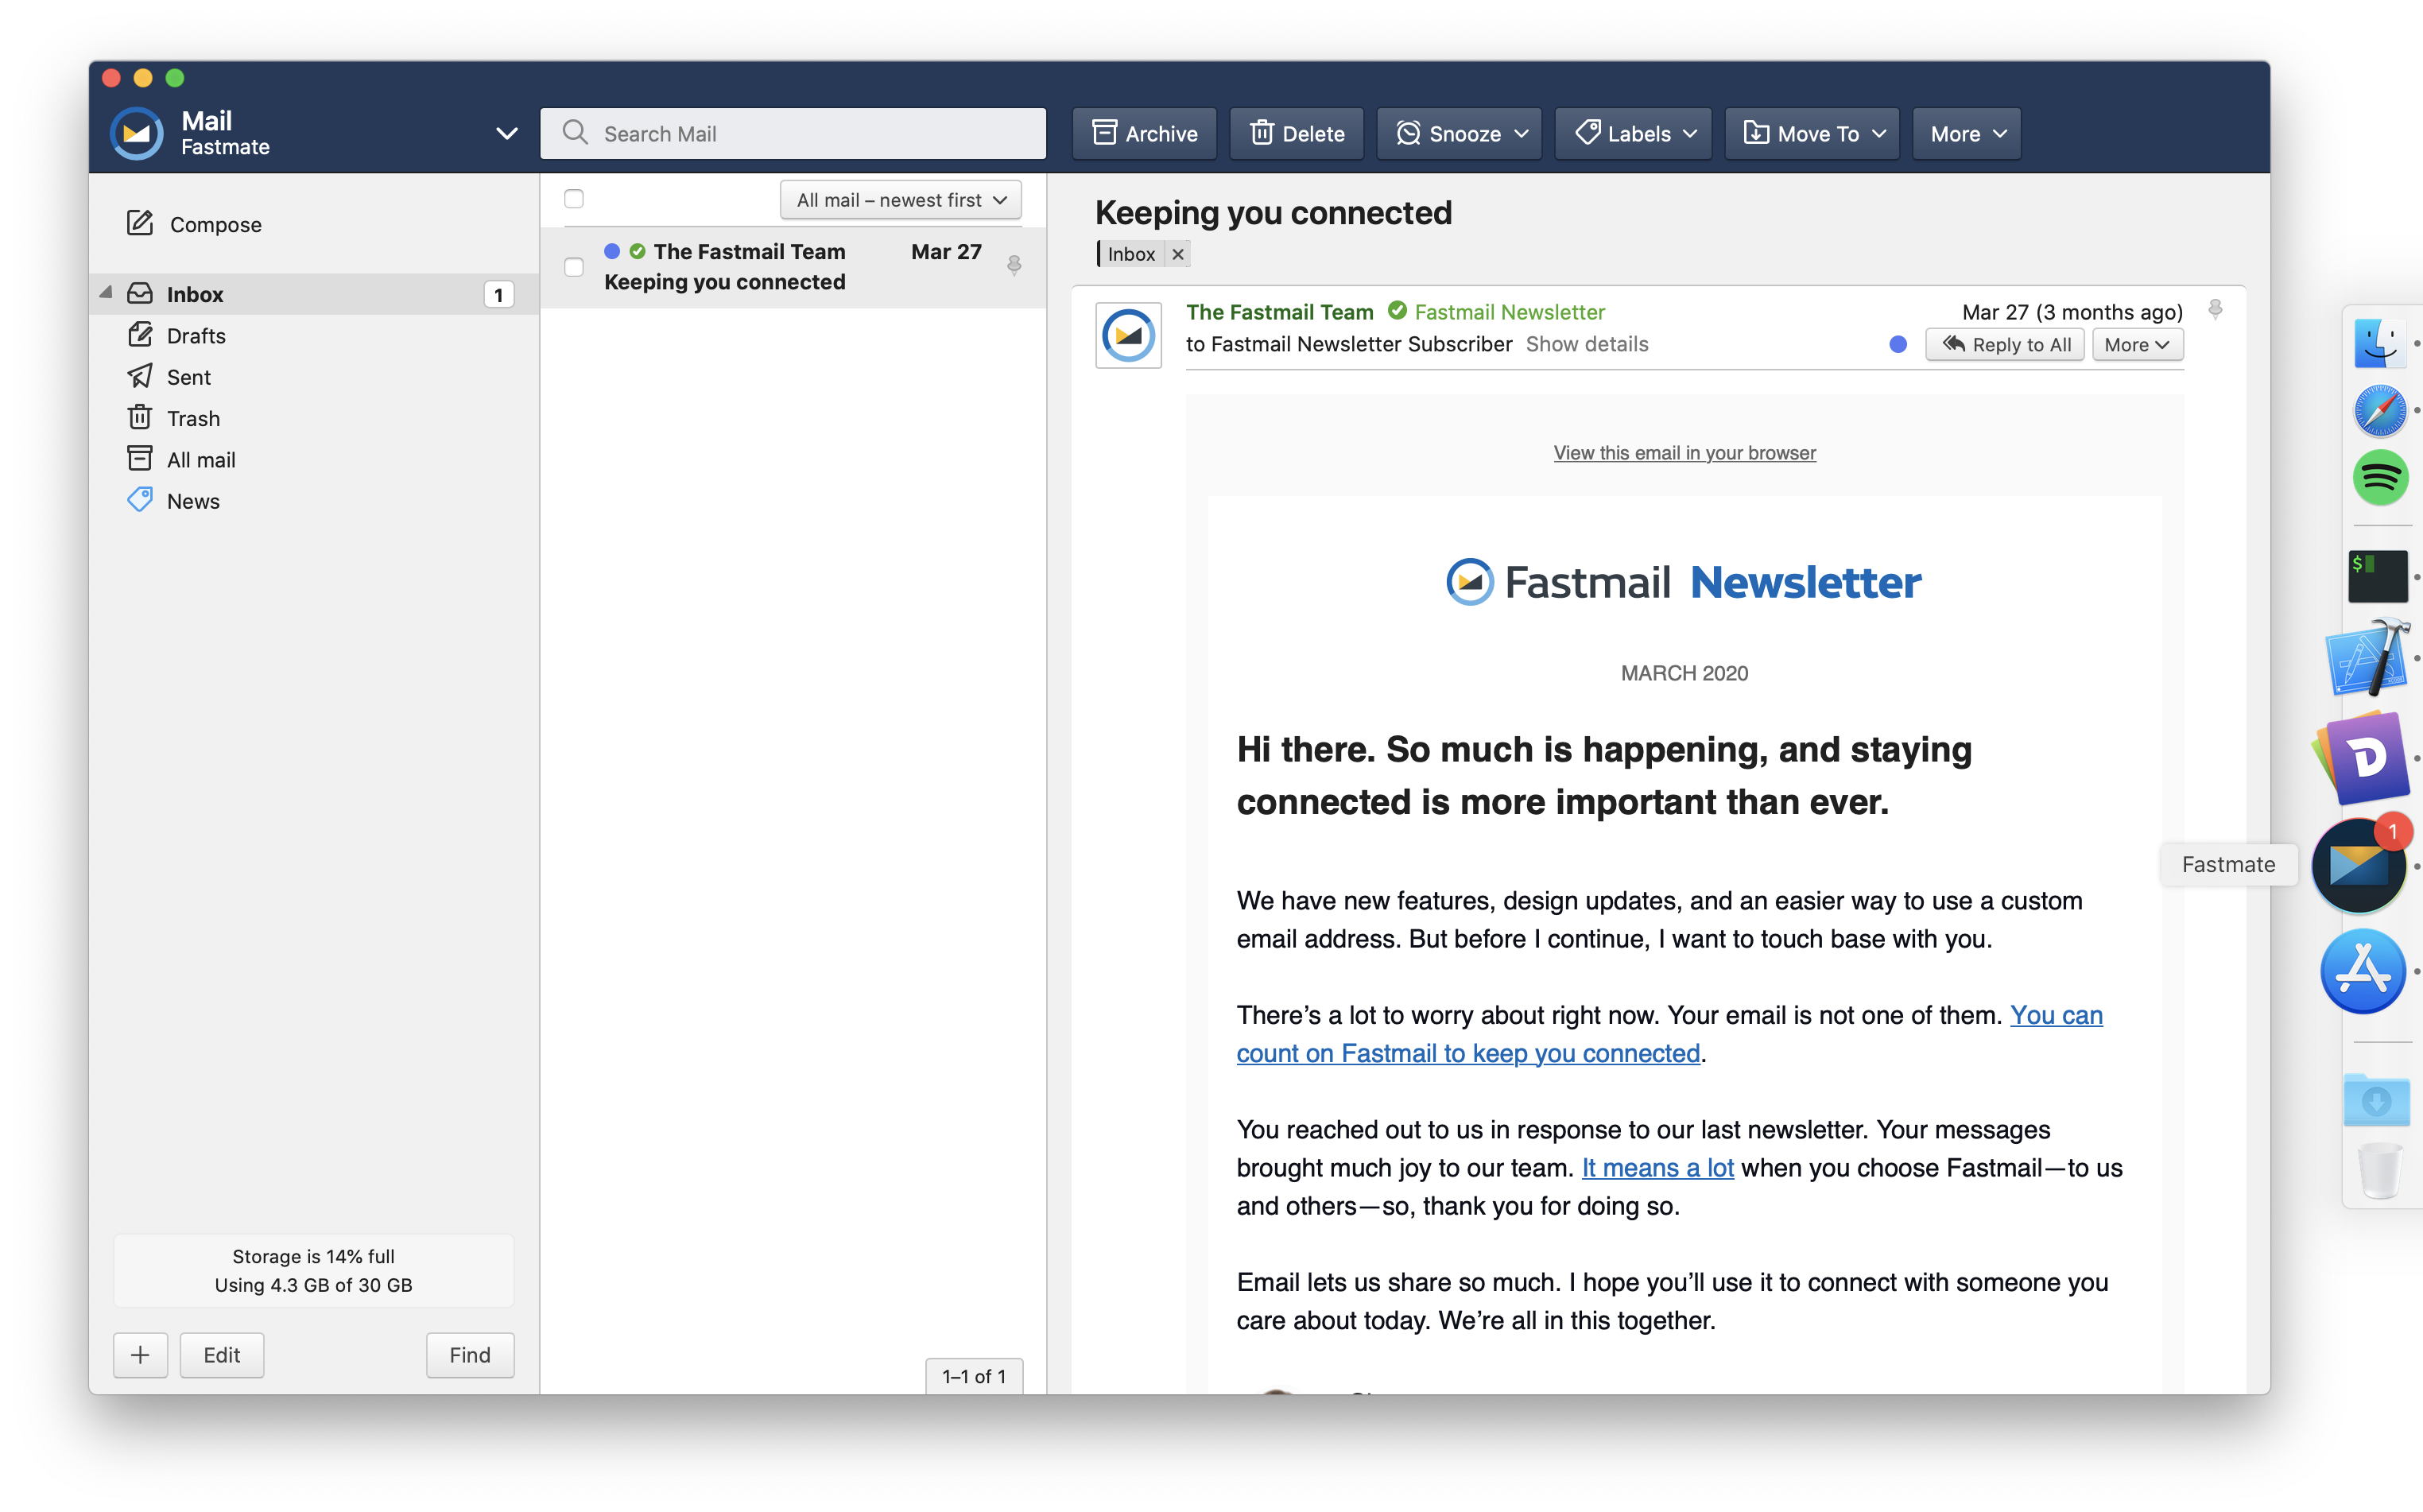 Mail
Fastmate
Search Mail
Archive
Delete
Snooze
Labels
Move To
More
Compose
Inbox
1
Drafts
Sent
Trash
All mail
News
Storage is 14% full
Using 4.3 GB of 30 GB
+
Edit
Find
All mail – newest first
The Fastmail Team
Mar 27
Keeping you connected
1–1 of 1
Keeping you connected
Inbox ×
The Fastmail Team Fastmail Newsletter
Mar 27 (3 months ago)
to Fastmail Newsletter Subscriber Show details
Reply to All
More
View this email in your browser
Fastmail Newsletter
MARCH 2020
Hi there. So much is happening, and staying
connected is more important than ever.
We have new features, design updates, and an easier way to use a custom
email address. But before I continue, I want to touch base with you.
There’s a lot to worry about right now. Your email is not one of them. You can
count on Fastmail to keep you connected.
You reached out to us in response to our last newsletter. Your messages
brought much joy to our team. It means a lot when you choose Fastmail—to us
and others—so, thank you for doing so.
Email lets us share so much. I hope you’ll use it to connect with someone you
care about today. We’re all in this together.
$
D
1
Fastmate